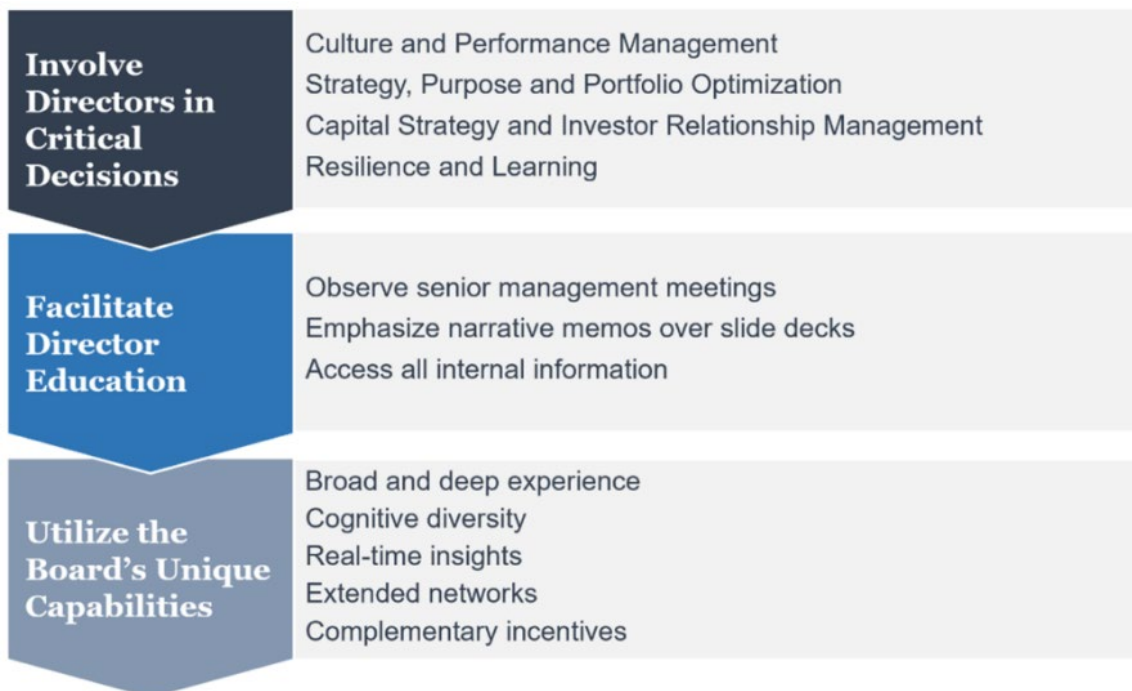 Involve
Directors in
Critical
Decisions
Culture and Performance Management
Strategy, Purpose and Portfolio Optimization
Capital Strategy and Investor Relationship Management
Resilience and Learning
Facilitate
Director
Education
Observe senior management meetings
Emphasize narrative memos over slide decks
Access all internal information
Utilize the
Board’s Unique
Capabilities
Broad and deep experience
Cognitive diversity
Real-time insights
Extended networks
Complementary incentives